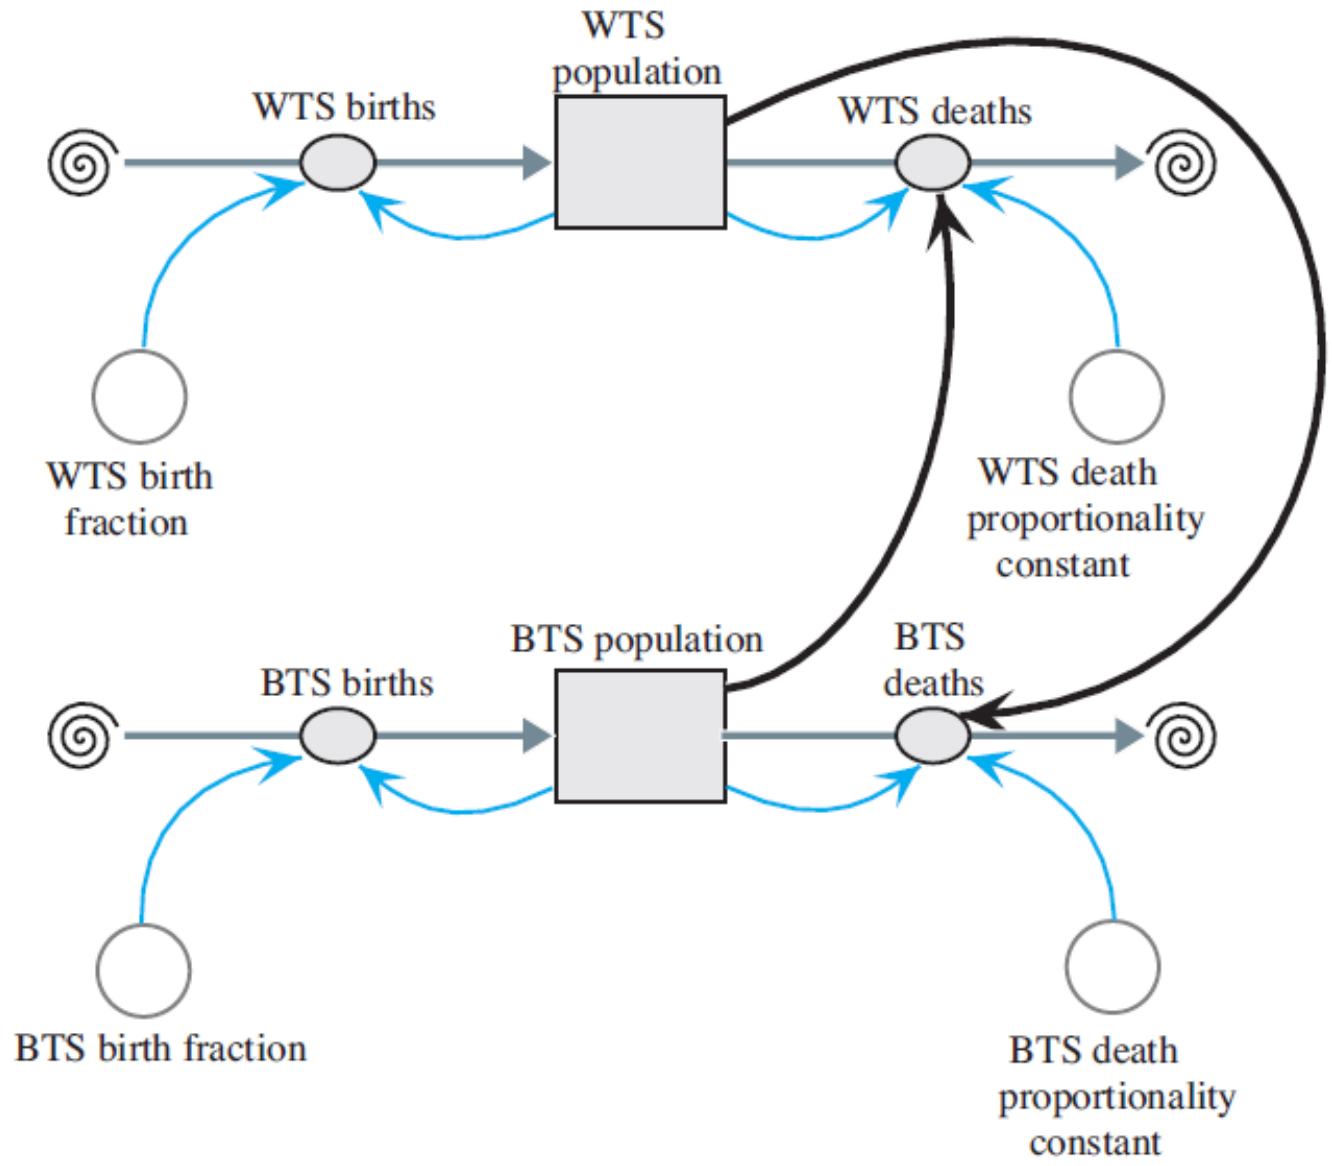 WTS
population
WTS births
WTS deaths
WTS birth
fraction
WTS death
proportionality
constant
BTS population
BTS
deaths
BTS births
BTS birth fraction
BTS death
proportionality
constant